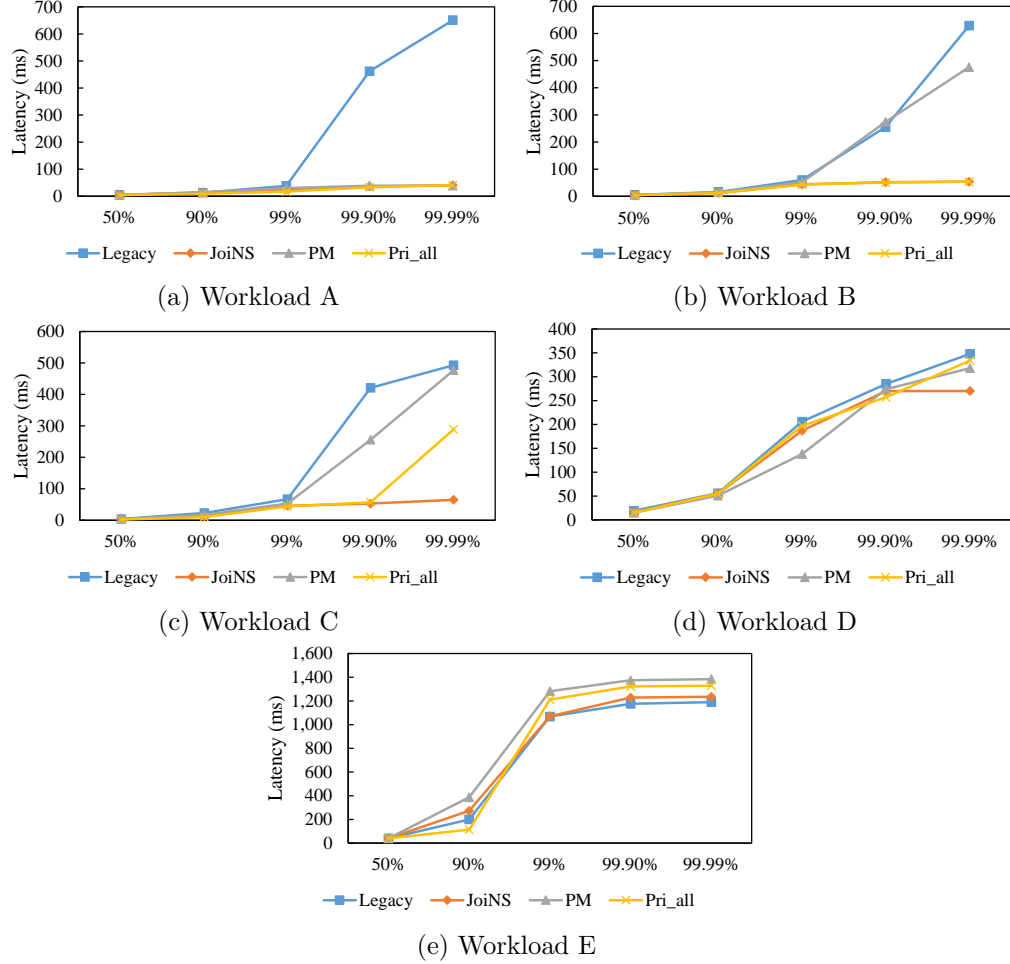 700
600
500
400
300
200
100
0
Latency (ms)
50% 90% 99% 99.90% 99.99%
Legacy JoiNS PM Pri_all
(a) Workload A
700
600
500
400
300
200
100
0
Latency (ms)
50% 90% 99% 99.90% 99.99%
Legacy JoiNS PM Pri_all
(b) Workload B
600
500
400
300
200
100
0
Latency (ms)
50% 90% 99% 99.90% 99.99%
Legacy JoiNS PM Pri_all
(c) Workload C
400
350
300
250
200
150
100
50
0
Latency (ms)
50% 90% 99% 99.90% 99.99%
Legacy JoiNS PM Pri_all
(d) Workload D
1,600
1,400
1,200
1,000
800
600
400
200
0
Latency (ms)
50% 90% 99% 99.90% 99.99%
Legacy JoiNS PM Pri_all
(e) Workload E